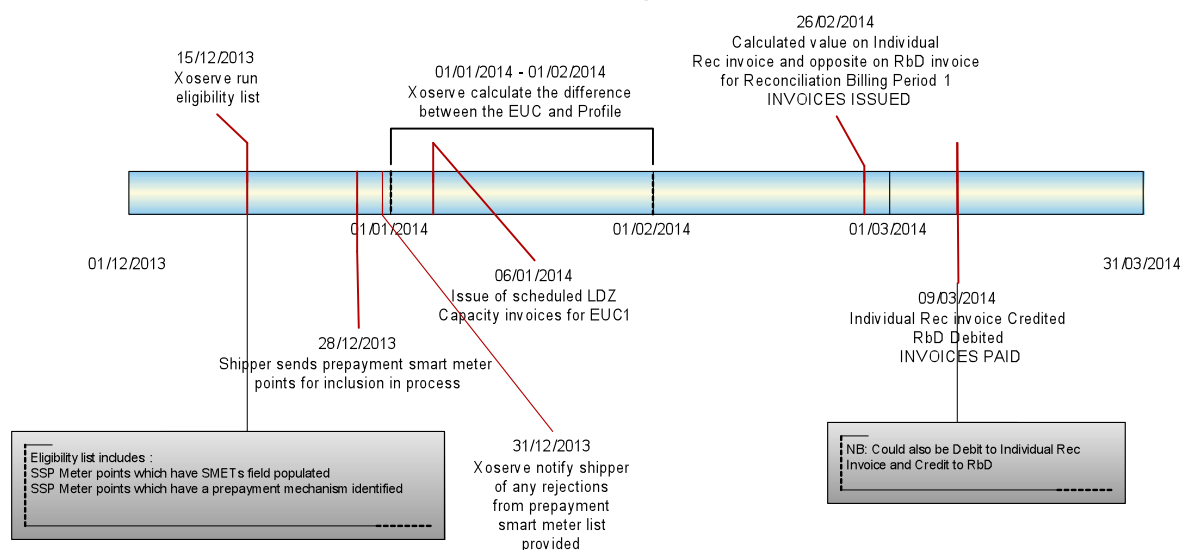 26/02/2014
Calculated value on Individual
Rec invoice and opposite on RbD invoice
for Reconciliation Billing Period 1
INVOICES ISSUED
15/12/2013
Xoserve run
eligibility list
01/01/2014 - 01/02/2014
Xoserve calculate the difference
between the EUC and Profile
01/01/2014
01/02/2014
01/03/2014
01/12/2013
31/03/2014
06/01/2014
Issue of scheduled LDZ
Capacity invoices for EUC1
09/03/2014
Individual Rec invoice Credited
RbD Debited
INVOICES PAID
28/12/2013
Shipper sends prepayment smart meter
points for inclusion in process
31/12/2013
Xoserve notify shipper
of any rejections
from prepayment
smart meter list
provided
Eligibility list includes :
SSP Meter points which have SMETs field populated
SSP Meter points which have a prepayment mechanism identified
NB: Could also be Debit to Individual Rec
Invoice and Credit to RbD